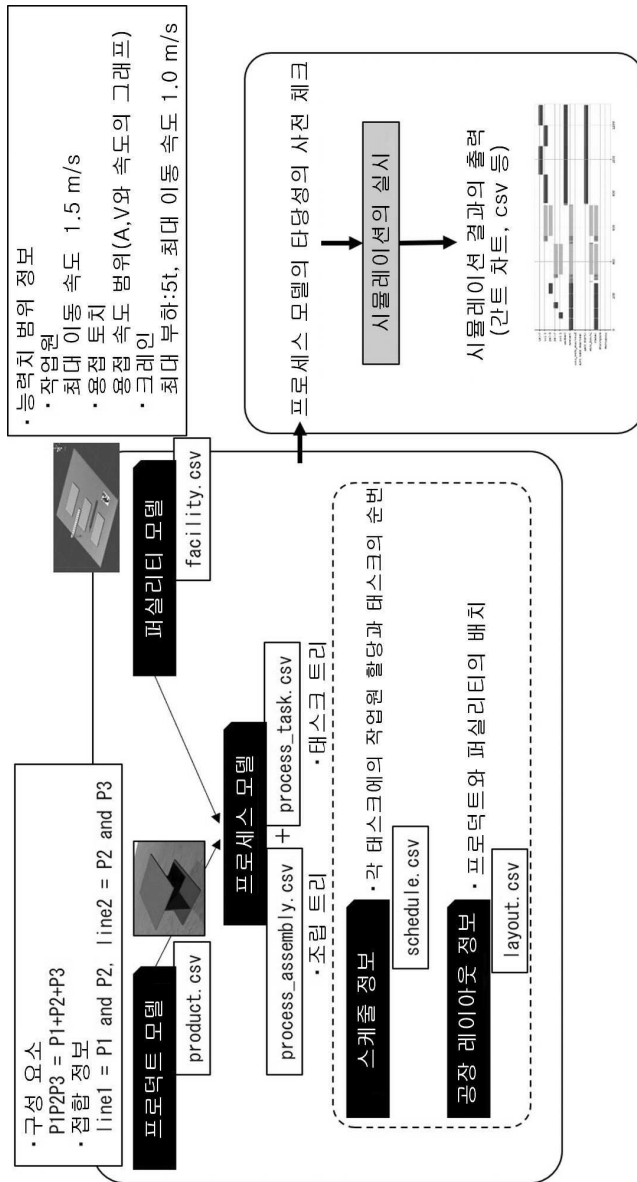 · 구성 요소
P1P2P3 = P1+P2+P3
· 접합 정보
line1 = P1 and P2, line2 = P2 and P3
프로덕트 모델
product.csv
· 능력치 범위 정보
· 작업원
최대 이동 속도 1.5 m/s
· 용접 토치
용접 속도 범위(A,V와 속도의 그래프)
· 크레인
최대 부하:5t, 최대 이동 속도 1.0 m/s
퍼실리티 모델
facility.csv
프로세스 모델
process_assembly.csv + process_task.csv
· 조립 트리
· 태스크 트리
스케줄 정보
· 각 태스크에의 작업원 할당과 태스크의 순번
schedule.csv
공장 레이아웃 정보
· 프로덕트와 퍼실리티의 배치
layout.csv
프로세스 모델의 타당성의 사전 체크
시뮬레이션의 실시
시뮬레이션 결과의 출력
(간트 차트, csv 등)